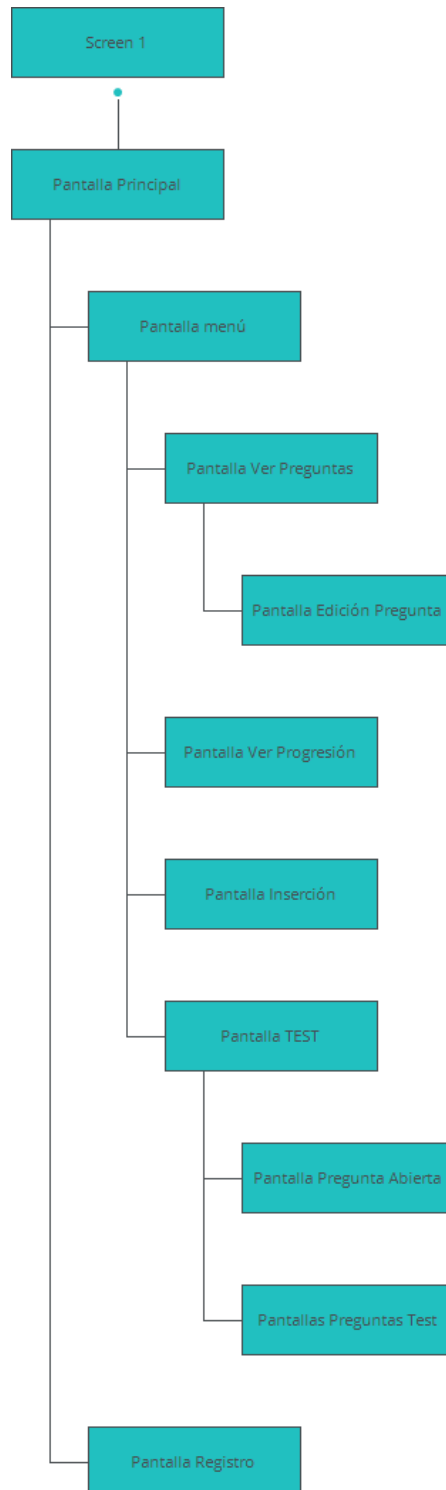 Screen 1
Pantalla Principal
Pantalla menú
Pantalla Ver Preguntas
Pantalla Edición Pregunta
Pantalla Ver Progresión
Pantalla Inserción
Pantalla TEST
Pantalla Pregunta Abierta
Pantallas Preguntas Test
Pantalla Registro